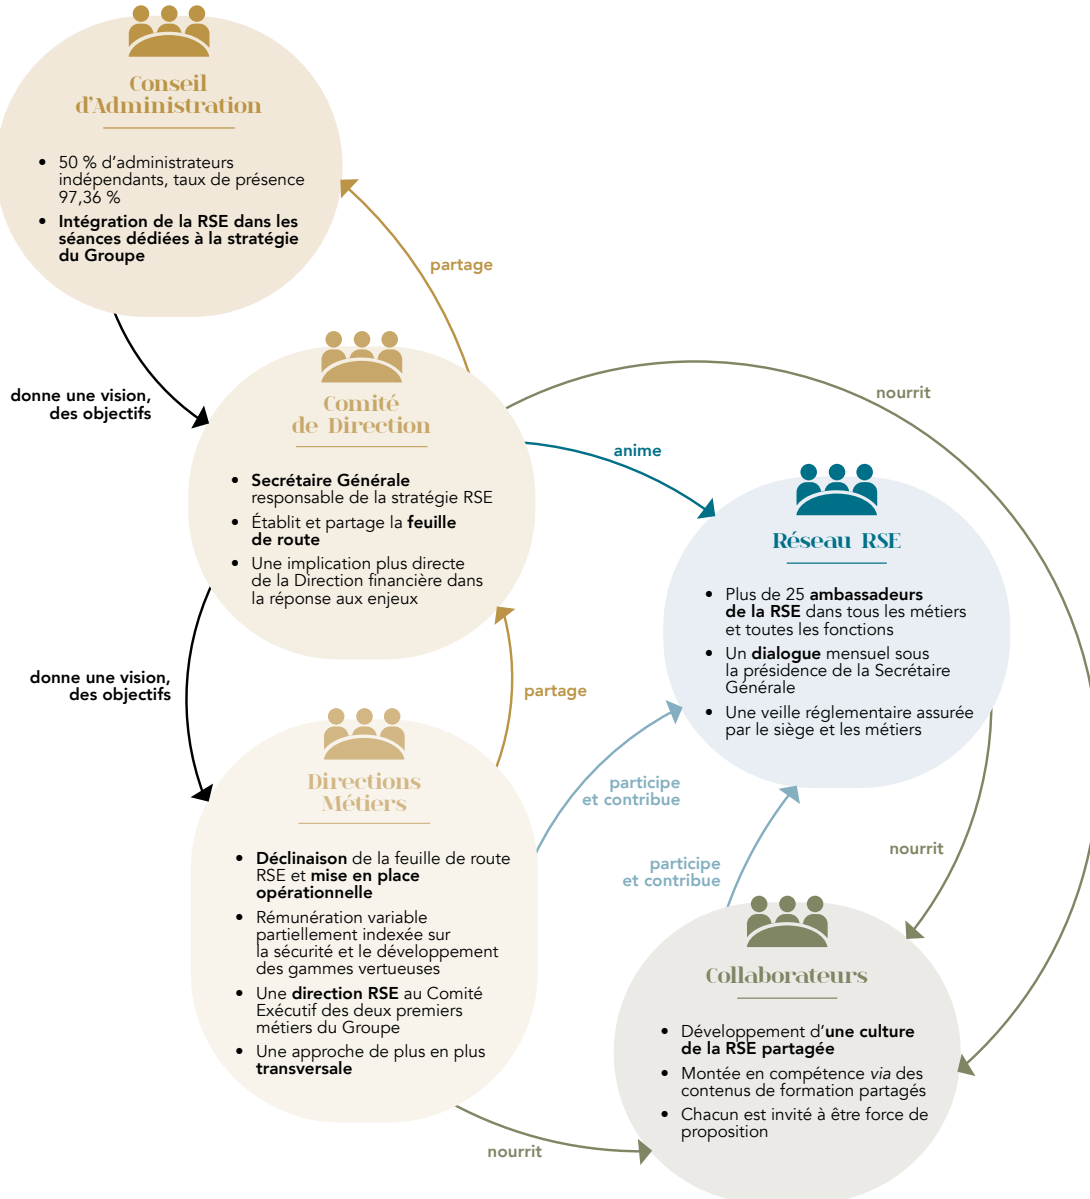 Conseil
d'Administration
• 50 % d'administrateurs
indépendants, taux de présence
97,36 %
• Intégration de la RSE dans les
séances dédiées à la stratégie
du Groupe
partage
donne une vision,
des objectifs
Comité
de Direction
• Secrétaire Générale
responsable de la stratégie RSE
• Établit et partage la feuille
de route
• Une implication plus directe
de la Direction financière dans
la réponse aux enjeux
nourrit
anime
Réseau RSE
• Plus de 25 ambassadeurs
de la RSE dans tous les métiers
et toutes les fonctions
• Un dialogue mensuel sous
la présidence de la Secrétaire
Générale
• Une veille réglementaire assurée
par le siège et les métiers
donne une vision,
des objectifs
partage
Directions
Métiers
• Déclinaison de la feuille de route
RSE et mise en place
opérationnelle
• Rémunération variable
partiellement indexée sur
la sécurité et le développement
des gammes vertueuses
• Une direction RSE au Comité
Exécutif des deux premiers
métiers du Groupe
• Une approche de plus en plus
transversale
participe
et contribue
participe
et contribue
nourrit
Collaborateurs
• Développement d'une culture
de la RSE partagée
• Montée en compétence via des
contenus de formation partagés
• Chacun est invité à être force de
proposition
nourrit